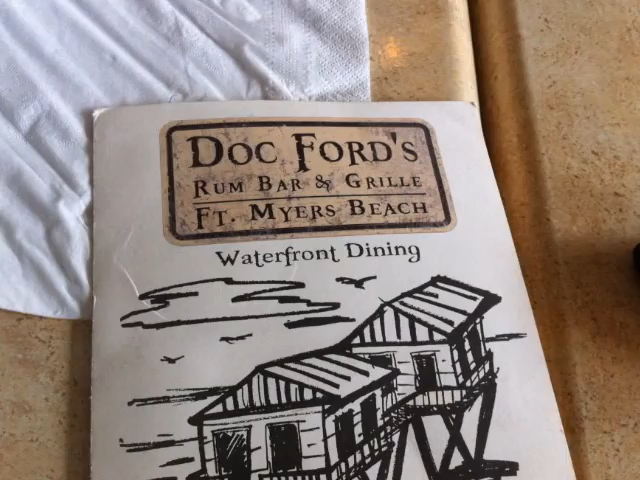 Doc Ford's
Rum Bar & Grille
Ft. Myers Beach
Waterfront Dining